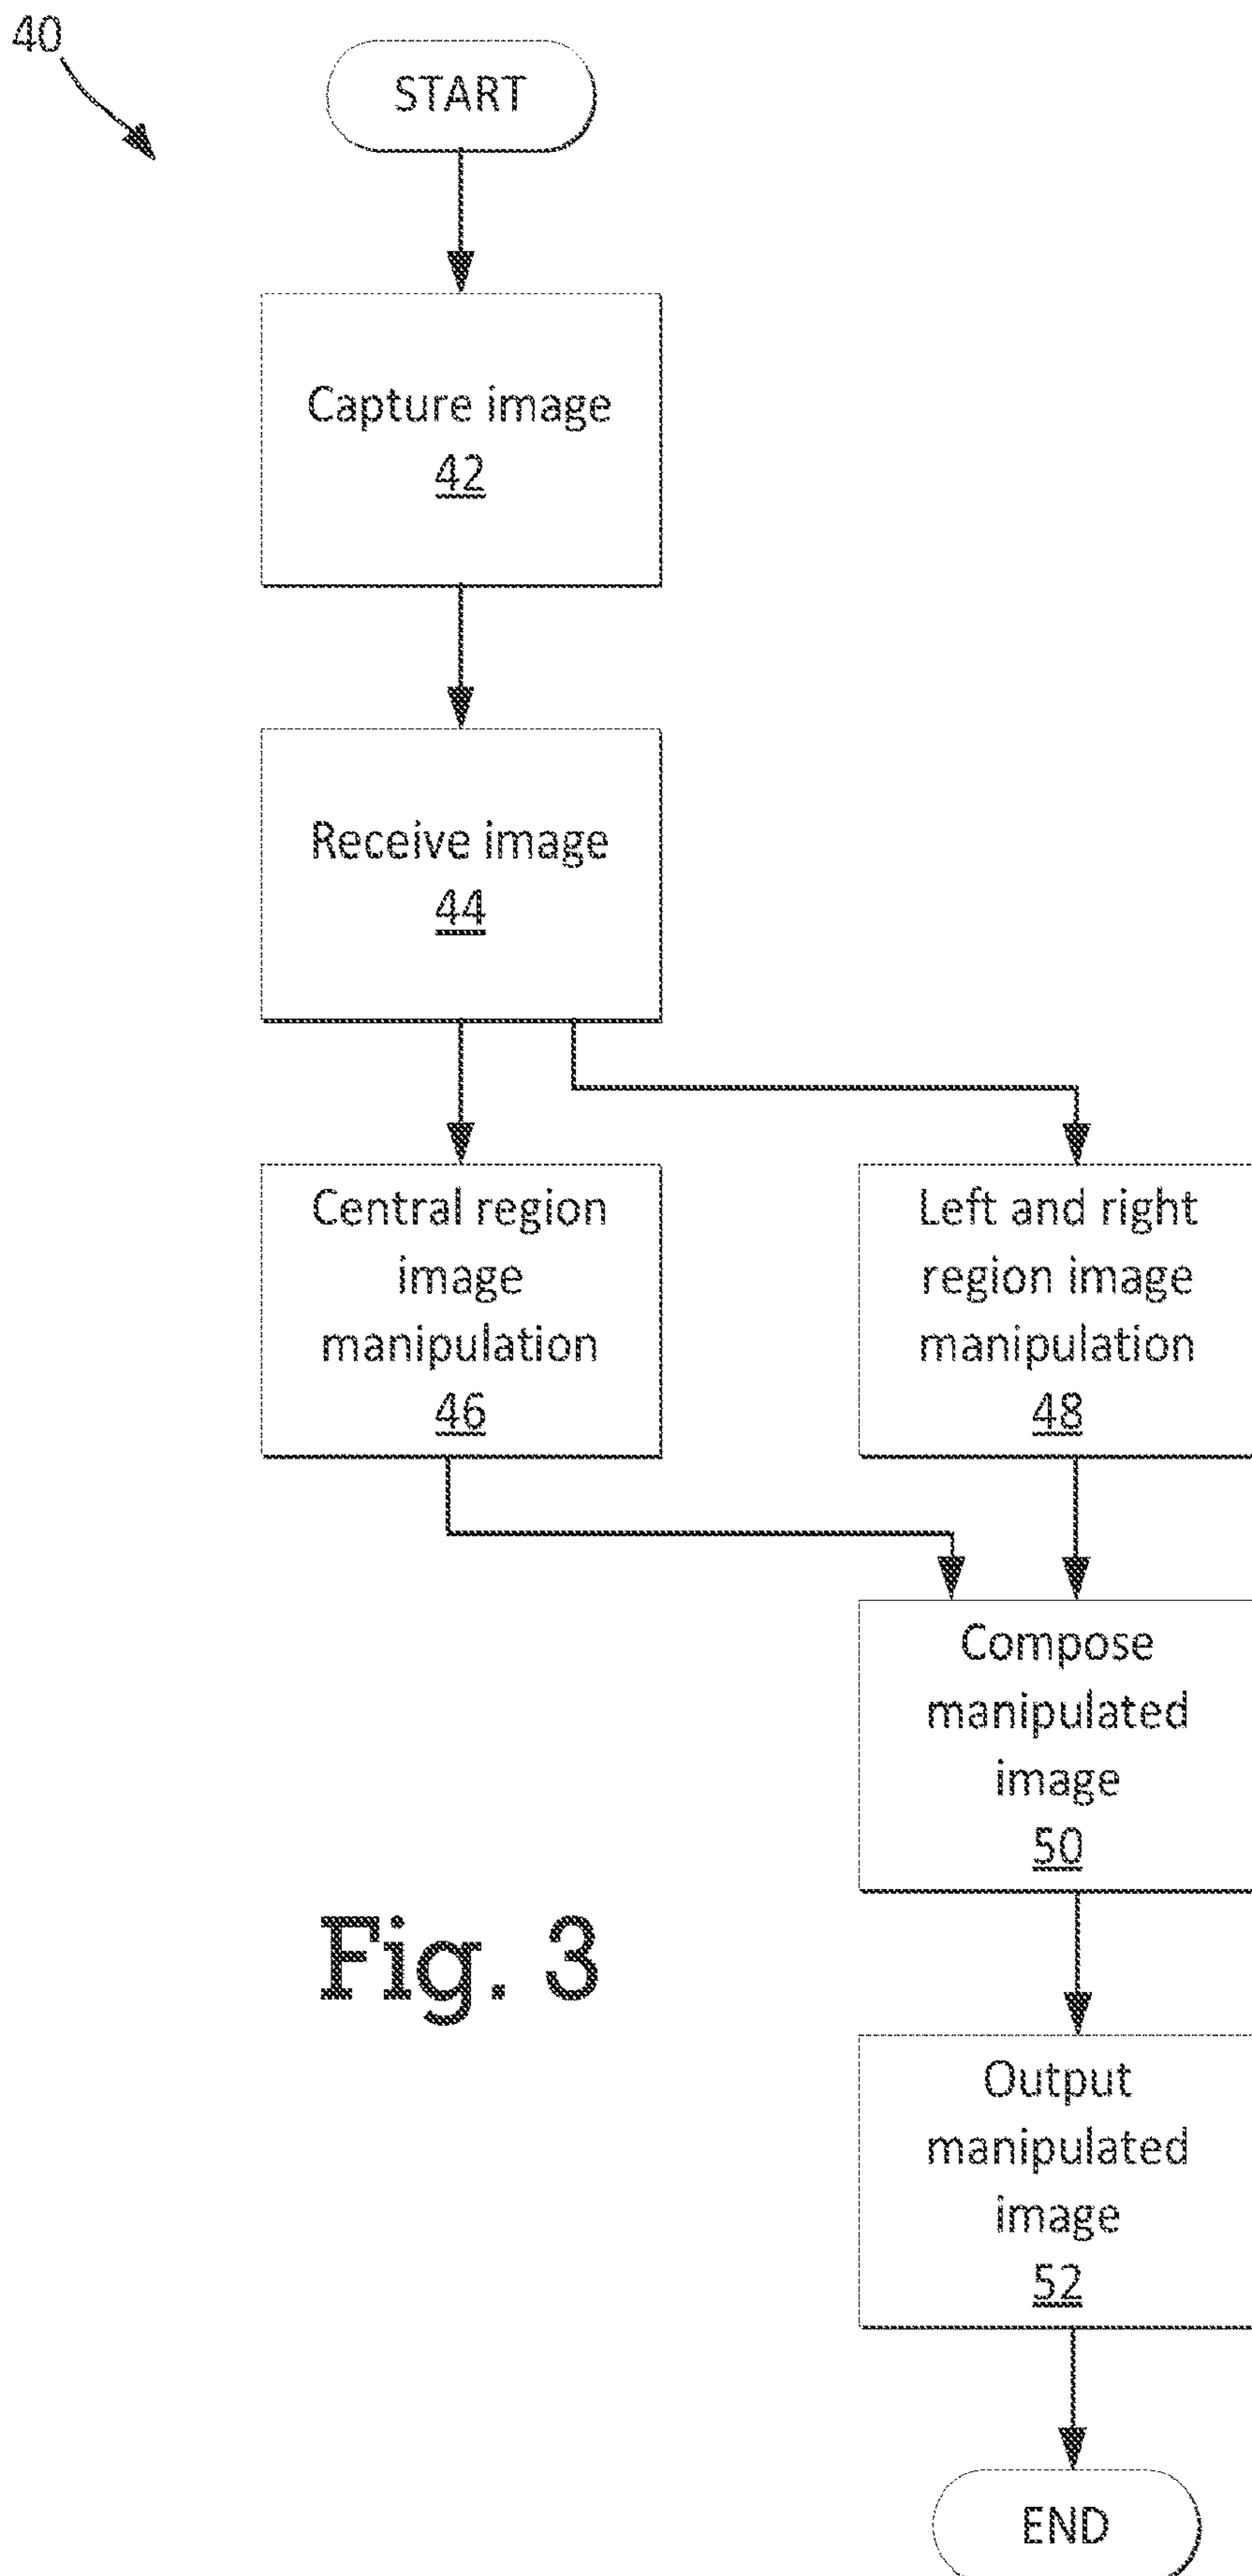 40
START
Capture image
42
Receive image
44
Central region
image
manipulation
46
Left and right
region image
manipulation
48
Compose
manipulated
image
50
Fig. 3
Output
manipulated
image
52
END